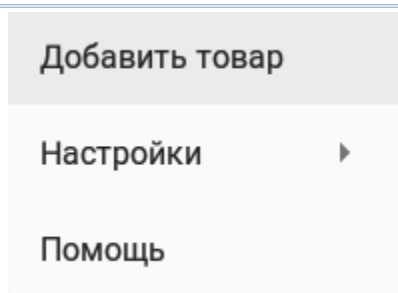 Добавить товар
Настройки
Помощь